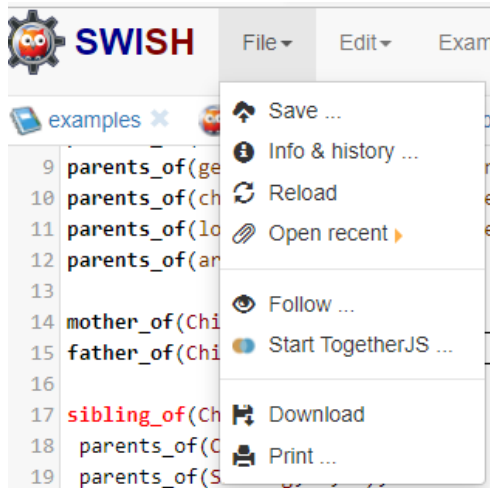 SWISH File Edit Exam
examples
Save ...
Info & history ...
Reload
Open recent
Follow ...
Start TogetherJS ...
Download
Print ...
9 parents_of(ge
10 parents_of(ch
11 parents_of(lo
12 parents_of(ar
13
14 mother_of(Chi
15 father_of(Chi
16
17 sibling_of(Ch
18 parents_of(C
19 parents_of(S